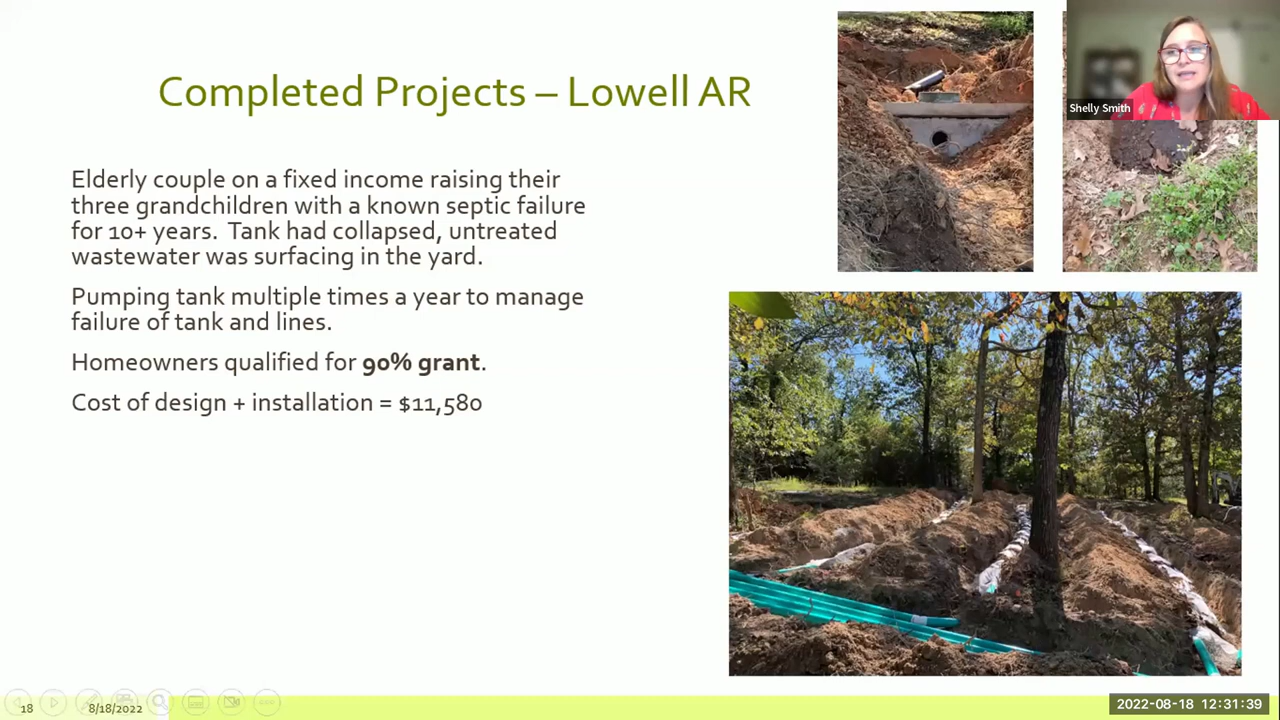 Completed Projects – Lowell AR
Shelly Smith
Elderly couple on a fixed income raising their
three grandchildren with a known septic failure
for 10+ years. Tank had collapsed, untreated
wastewater was surfacing in the yard.
Pumping tank multiple times a year to manage
failure of tank and lines.
Homeowners qualified for 90% grant.
Cost of design + installation = $11,580
18
8/18/2022
2022-08-18 12:31:39